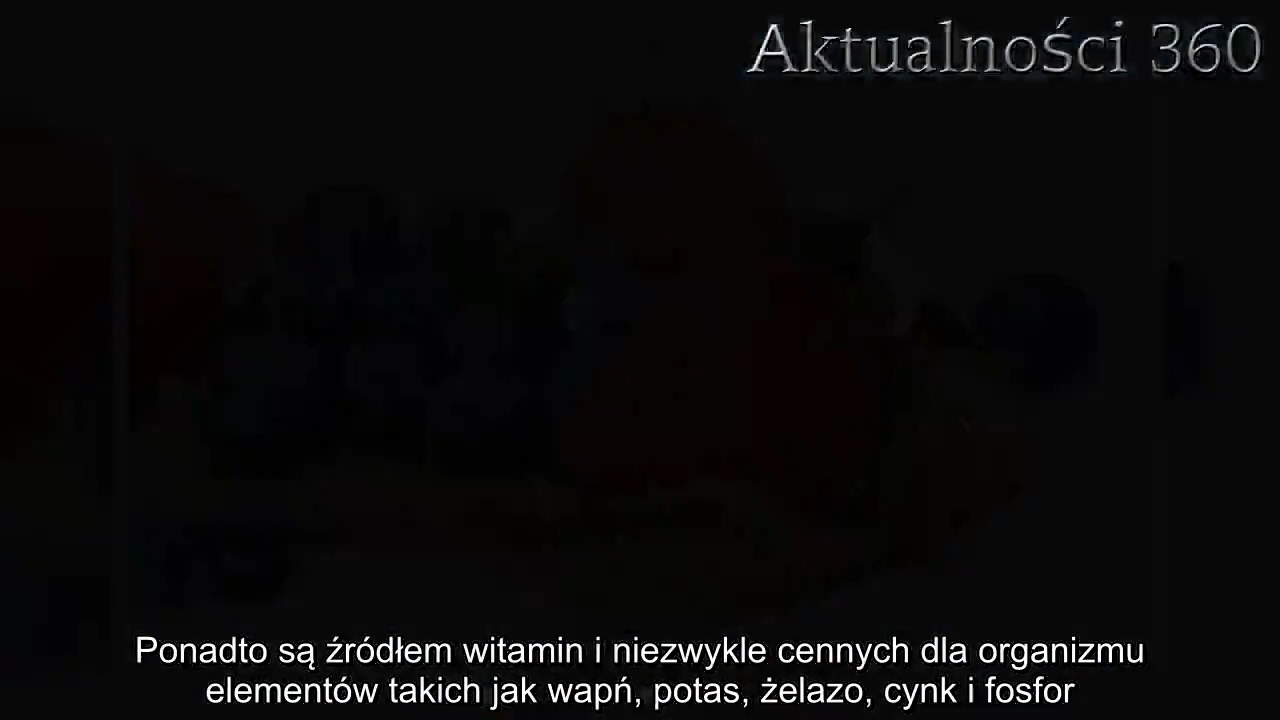 Aktualności 360
Ponadto są źródłem witamin i niezwykle cennych dla organizmu
elementów takich jak wapń, potas, żelazo, cynk i fosfor